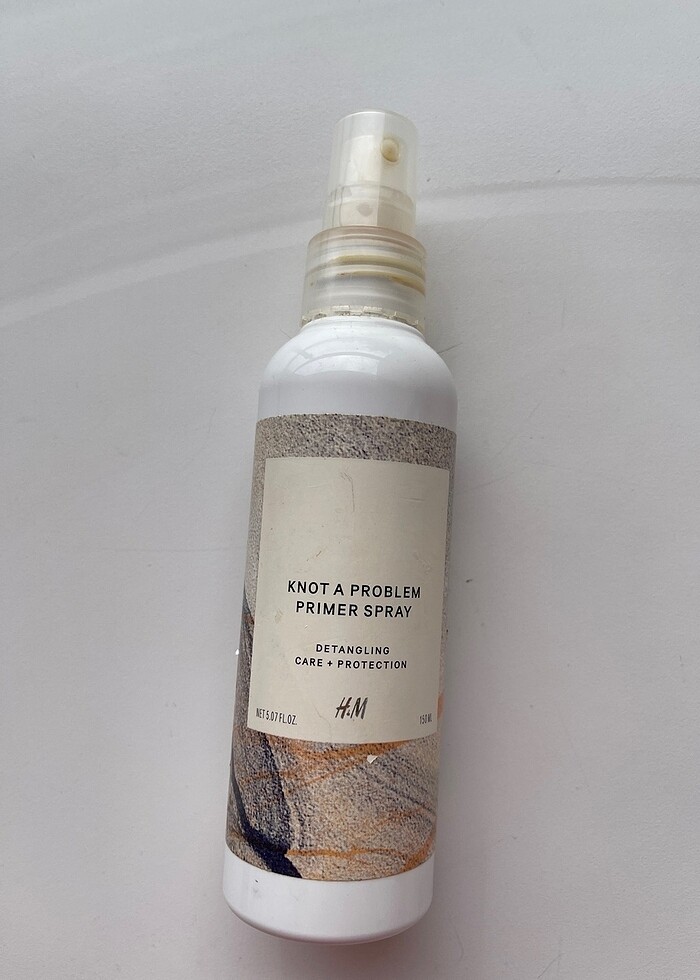 KNOT A PROBLEM
PRIMER SPRAY
DETANGLING
CARE + PROTECTION
H&M
NET 5.07 FL.OZ. 150 ML